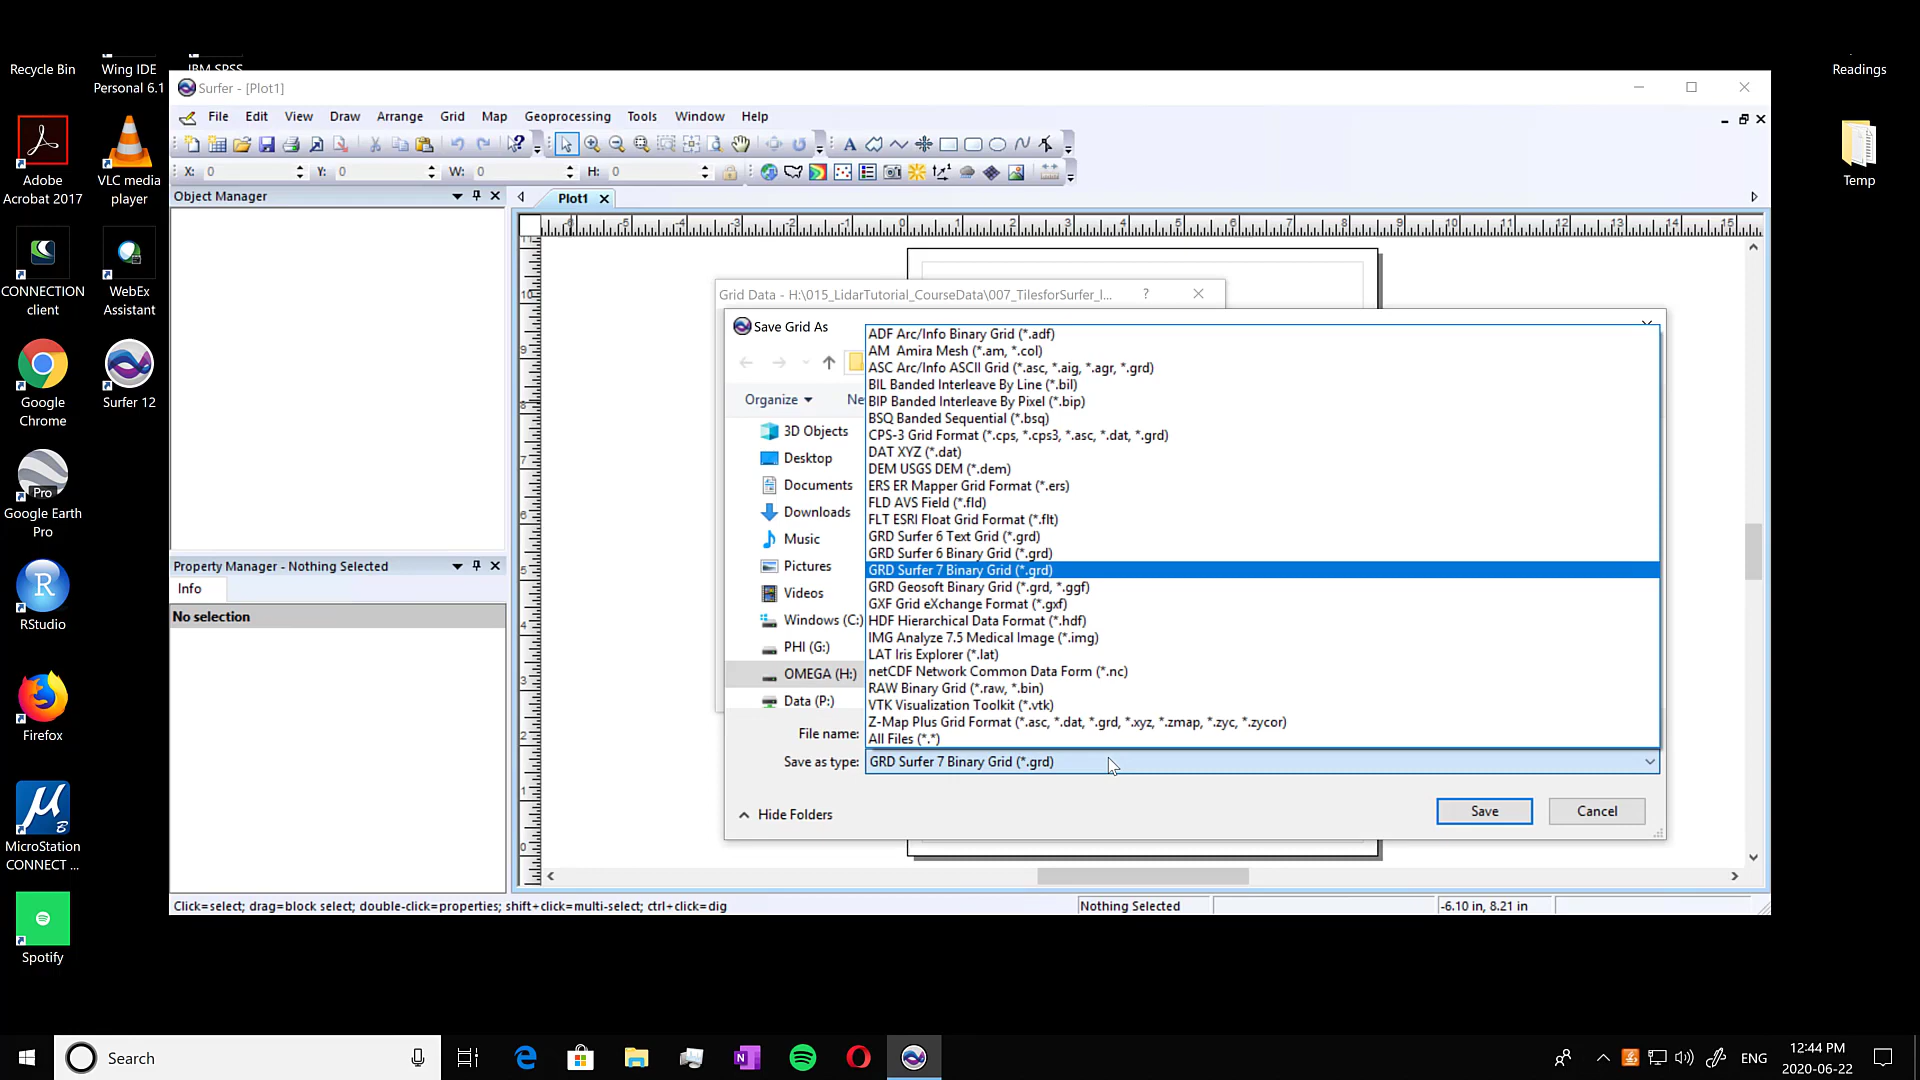 Recycle Bin
Wing IDE
Personal 6.1
IBM SPSS
Readings
Adobe
Acrobat 2017
VLC media
player
Temp
CONNECTION
client
WebEx
Assistant
Google
Chrome
Surfer 12
Pro
Google Earth
Pro
RStudio
Firefox
MicroStation
CONNECT ...
Spotify
Surfer - [Plot1]
File Edit View Draw Arrange Grid Map Geoprocessing Tools Window Help
X: 0 Y: 0 W: 0 H: 0
Object Manager
Plot1
Property Manager - Nothing Selected
Info
No selection
Grid Data - H:\015_LidarTutorial_CourseData\007_TilesforSurfer_I...
Save Grid As
Organize
Ne
3D Objects
Desktop
Documents
Downloads
Music
Pictures
Videos
Windows (C:)
PHI (G:)
OMEGA (H:)
Data (P:)
ADF Arc/Info Binary Grid (*.adf)
AM  Amira Mesh (*.am, *.col)
ASC Arc/Info ASCII Grid (*.asc, *.aig, *.agr, *.grd)
BIL Banded Interleave By Line (*.bil)
BIP Banded Interleave By Pixel (*.bip)
BSQ Banded Sequential (*.bsq)
CPS-3 Grid Format (*.cps, *.cps3, *.asc, *.dat, *.grd)
DAT XYZ (*.dat)
DEM USGS DEM (*.dem)
ERS ER Mapper Grid Format (*.ers)
FLD AVS Field (*.fld)
FLT ESRI Float Grid Format (*.flt)
GRD Surfer 6 Text Grid (*.grd)
GRD Surfer 6 Binary Grid (*.grd)
GRD Surfer 7 Binary Grid (*.grd)
GRD Geosoft Binary Grid (*.grd, *.ggf)
GXF Grid eXchange Format (*.gxf)
HDF Hierarchical Data Format (*.hdf)
IMG Analyze 7.5 Medical Image (*.img)
LAT Iris Explorer (*.lat)
netCDF Network Common Data Form (*.nc)
RAW Binary Grid (*.raw, *.bin)
VTK Visualization Toolkit (*.vtk)
Z-Map Plus Grid Format (*.asc, *.dat, *.grd, *.xyz, *.zmap, *.zyc, *.zycor)
All Files (*.*)
File name:
Save as type: GRD Surfer 7 Binary Grid (*.grd)
Hide Folders
Save
Cancel
Click=select; drag=block select; double-click=properties; shift+click=multi-select; ctrl+click=dig
Nothing Selected
-6.10 in, 8.21 in
Search
ENG
12:44 PM
2020-06-22